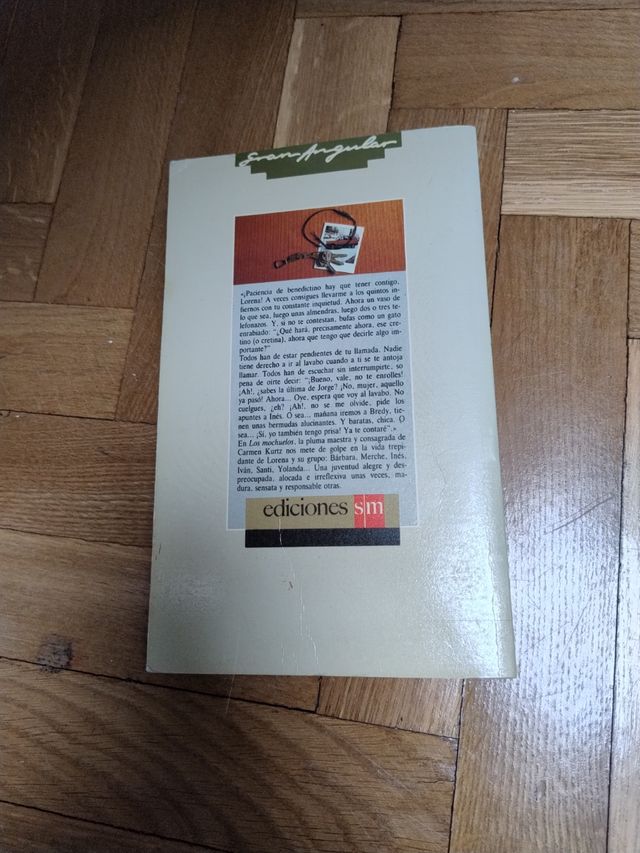 Gran Angular
«¡Paciencia de benedictino hay que tener contigo,
Lorena! A veces consigues llevarme a los quintos in-
fiernos con tu constante inquietud. Ahora un vaso de
lo que sea, luego unas almendras, luego dos o tres te-
lefonazos. Y, si no te contestan, bufas como un gato
enrabiado: “¿Qué hará, precisamente ahora, ese cre-
tino (o cretina), ahora que tengo que decirle algo im-
portante?”
Todos han de estar pendientes de tu llamada. Nadie
tiene derecho a ir al lavabo cuando a ti se te antoja
llamar. Todos han de escuchar sin interrumpirte, so
pena de oírte decir: “¡Bueno, vale, no te enrolles!
¡Ah!, ¿sabes la última de Jorge? ¡No, mujer, aquello
ya pasó! Ahora... Oye, espera que voy al lavabo. No
cuelgues, ¿eh? ¡Ah!, no se me olvide, pide los
apuntes a Inés. O sea... mañana iremos a Bredy, tie-
nen unas bermudas alucinantes. Y baratas, chica. O
sea... ¡Sí, yo también tengo prisa! Ya te contaré”.»
En Los mochuelos, la pluma maestra y consagrada de
Carmen Kurtz nos mete de golpe en la vida trepi-
dante de Lorena y su grupo: Bárbara, Merche, Inés,
Iván, Santi, Yolanda... Una juventud alegre y des-
preocupada, alocada e irreflexiva unas veces, ma-
dura, sensata y responsable otras.
ediciones s/m